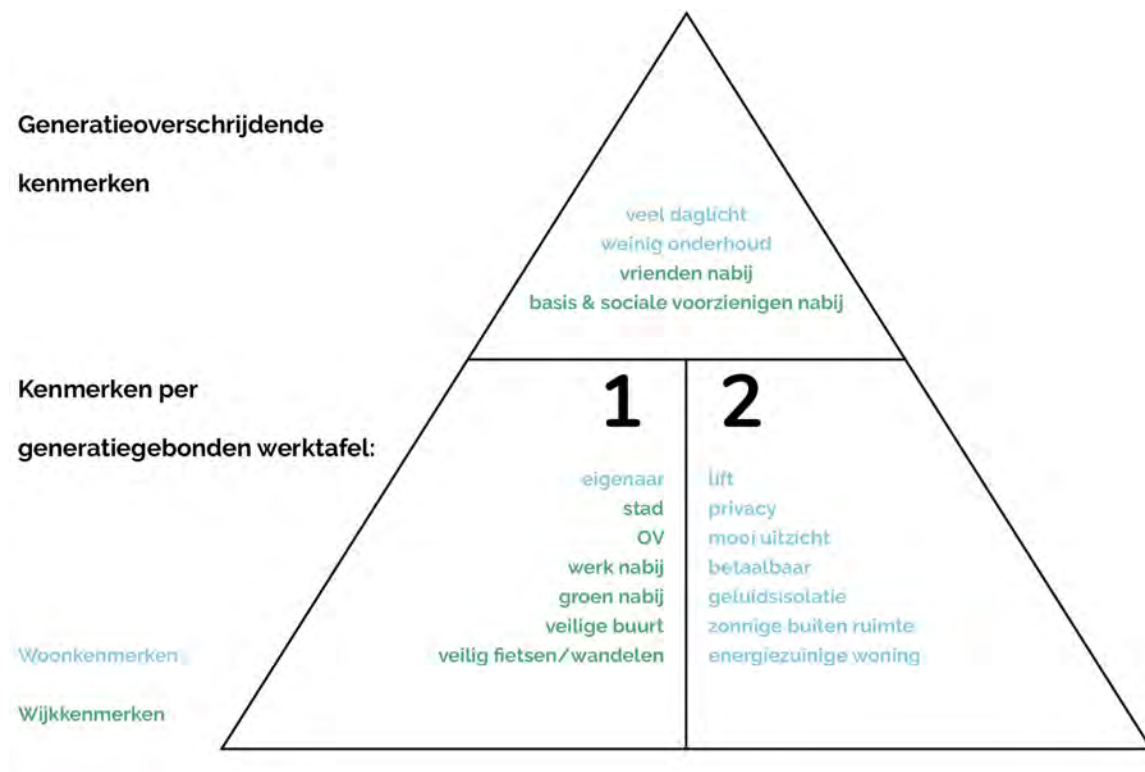 Generatieoverschrijdende
kenmerken
veel daglicht
weinig onderhoud
vrienden nabij
basis & sociale voorzienigen nabij
Kenmerken per
generatiegebonden werktafel:
1
eigenaar
stad
OV
werk nabij
groen nabij
veilige buurt
veilig fietsen/wandelen
2
lift
privacy
mooi uitzicht
betaalbaar
geluidsisolatie
zonnige buiten ruimte
energiezuinige woning
Woonkenmerken
Wijkkenmerken